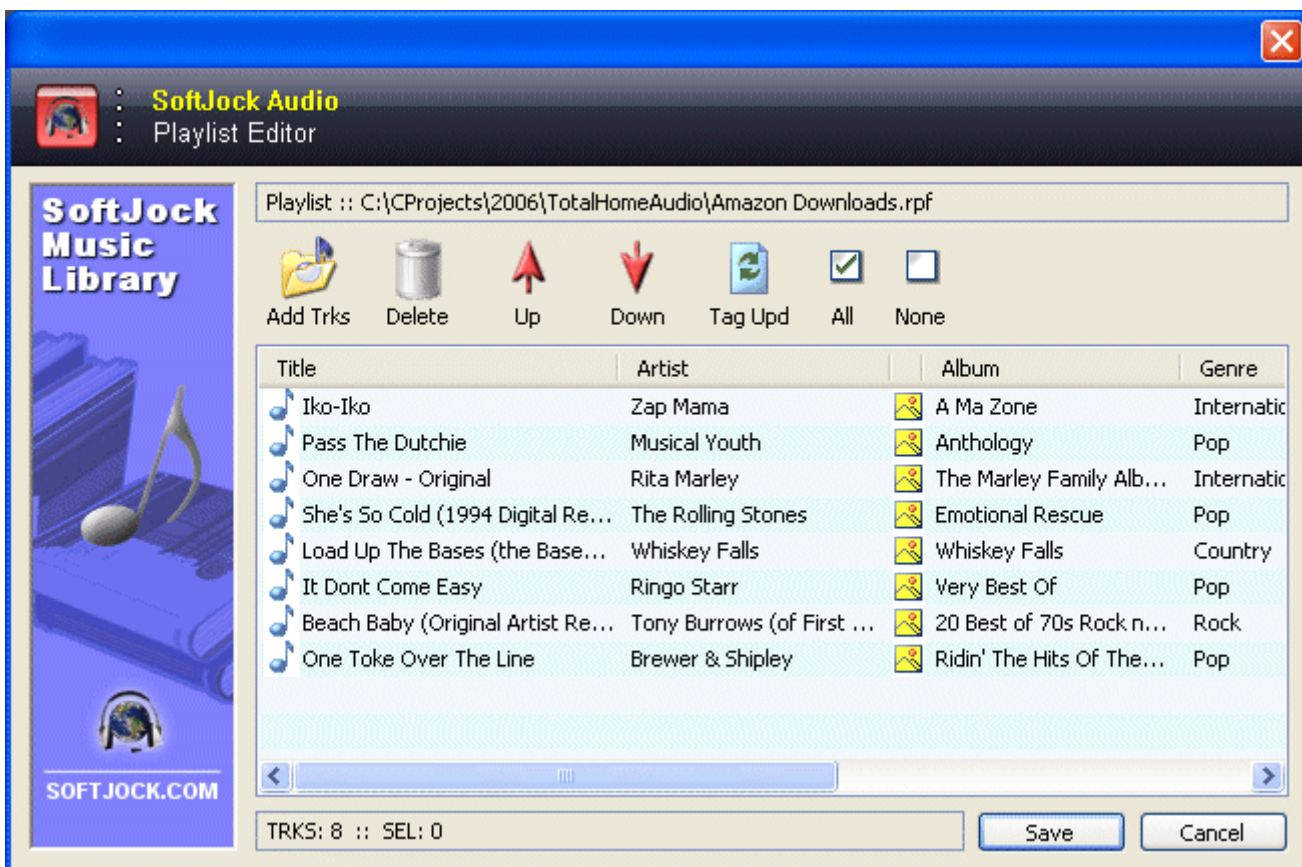 SoftJock Audio
Playlist Editor
SoftJock
Music
Library
SOFTJOCK.COM
Playlist :: C:\CProjects\2006\TotalHomeAudio\Amazon Downloads.rpf
Add Trks Delete Up Down Tag Upd All None
Title Artist Album Genre
Iko-Iko Zap Mama A Ma Zone Internatic
Pass The Dutchie Musical Youth Anthology Pop
One Draw - Original Rita Marley The Marley Family Alb... Internatic
She's So Cold (1994 Digital Re... The Rolling Stones Emotional Rescue Pop
Load Up The Bases (the Base... Whiskey Falls Whiskey Falls Country
It Dont Come Easy Ringo Starr Very Best Of Pop
Beach Baby (Original Artist Re... Tony Burrows (of First ... 20 Best of 70s Rock n... Rock
One Toke Over The Line Brewer & Shipley Ridin' The Hits Of The... Pop
TRKS: 8 :: SEL: 0 Save Cancel